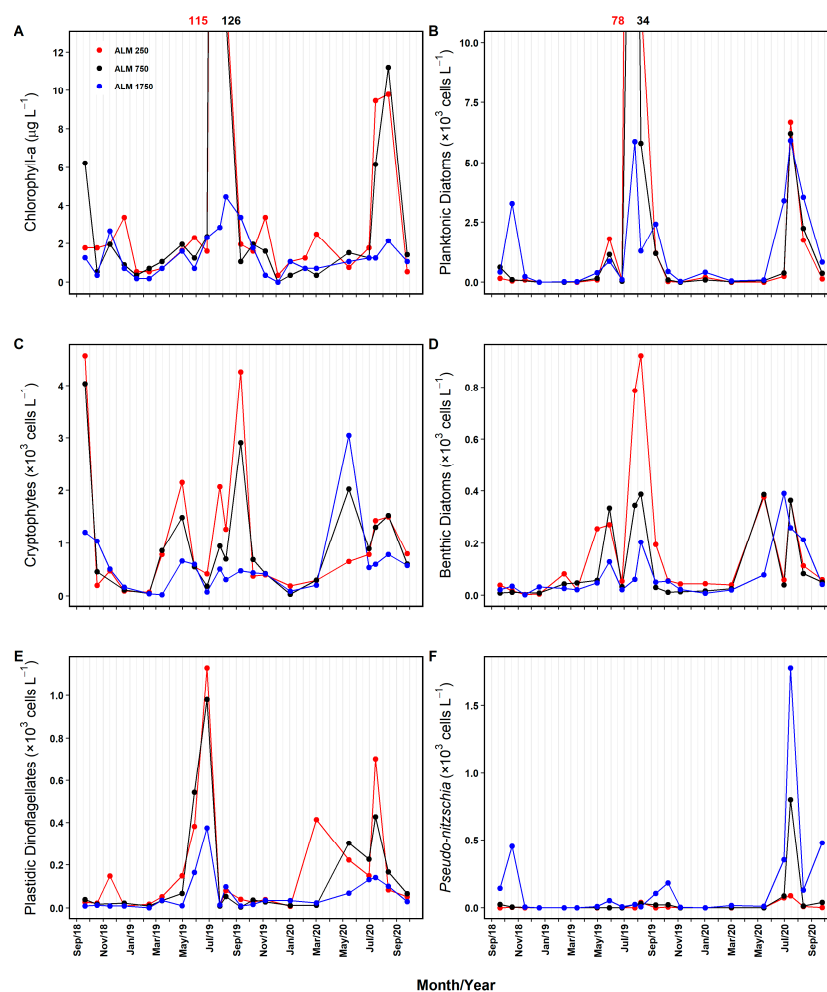 115 126
78 34
A
ALM 250
ALM 750
ALM 1750
Chlorophyll-a (µg L⁻¹)
12
10
8
6
4
2
0
B
Planktonic Diatoms (×10³ cells L⁻¹)
10.0
7.5
6.0
2.5
0.0
C
Cryptophytes (×10³ cells L⁻´)
4
3
2
1
0
D
Benthic Diatoms (×10³ cells L⁻¹)
0.8
0.6
0.4
0.2
0.0
E
Plastidic Dinoflagellates (×10³ cells L⁻¹)
1.0
0.8
0.6
0.4
0.2
0.0
Sep/18
Nov/18
Jan/19
Mar/19
May/19
Jul/19
Sep/19
Nov/19
Jan/20
Mar/20
May/20
Jul/20
Sep/20
F
Pseudo-nitzschia (×10³ cells L⁻¹)
1.5
1.0
0.5
0.0
Sep/18
Nov/18
Jan/19
Mar/19
May/19
Jul/19
Sep/19
Nov/19
Jan/20
Mar/20
May/20
Jul/20
Sep/20
Month/Year